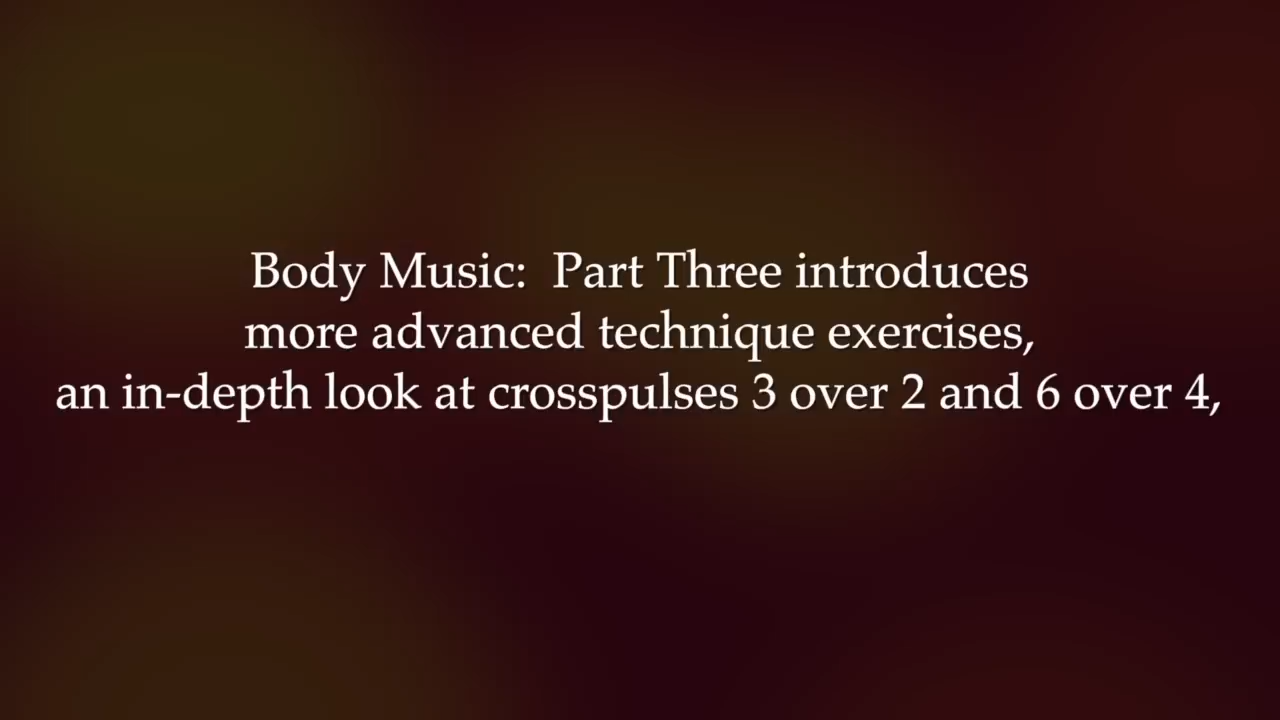 Body Music:  Part Three introduces
more advanced technique exercises,
an in-depth look at crosspulses 3 over 2 and 6 over 4,